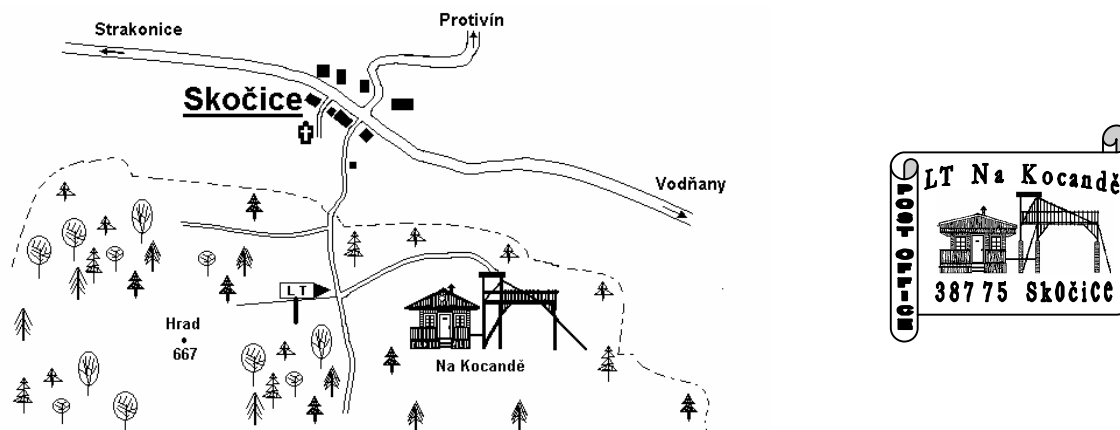 Protivín
Strakonice
Skočice
Vodňany
LT
Hrad
667
Na Kocandě
LT Na Kocandě
POST OFFICE
387 75 SkOčice